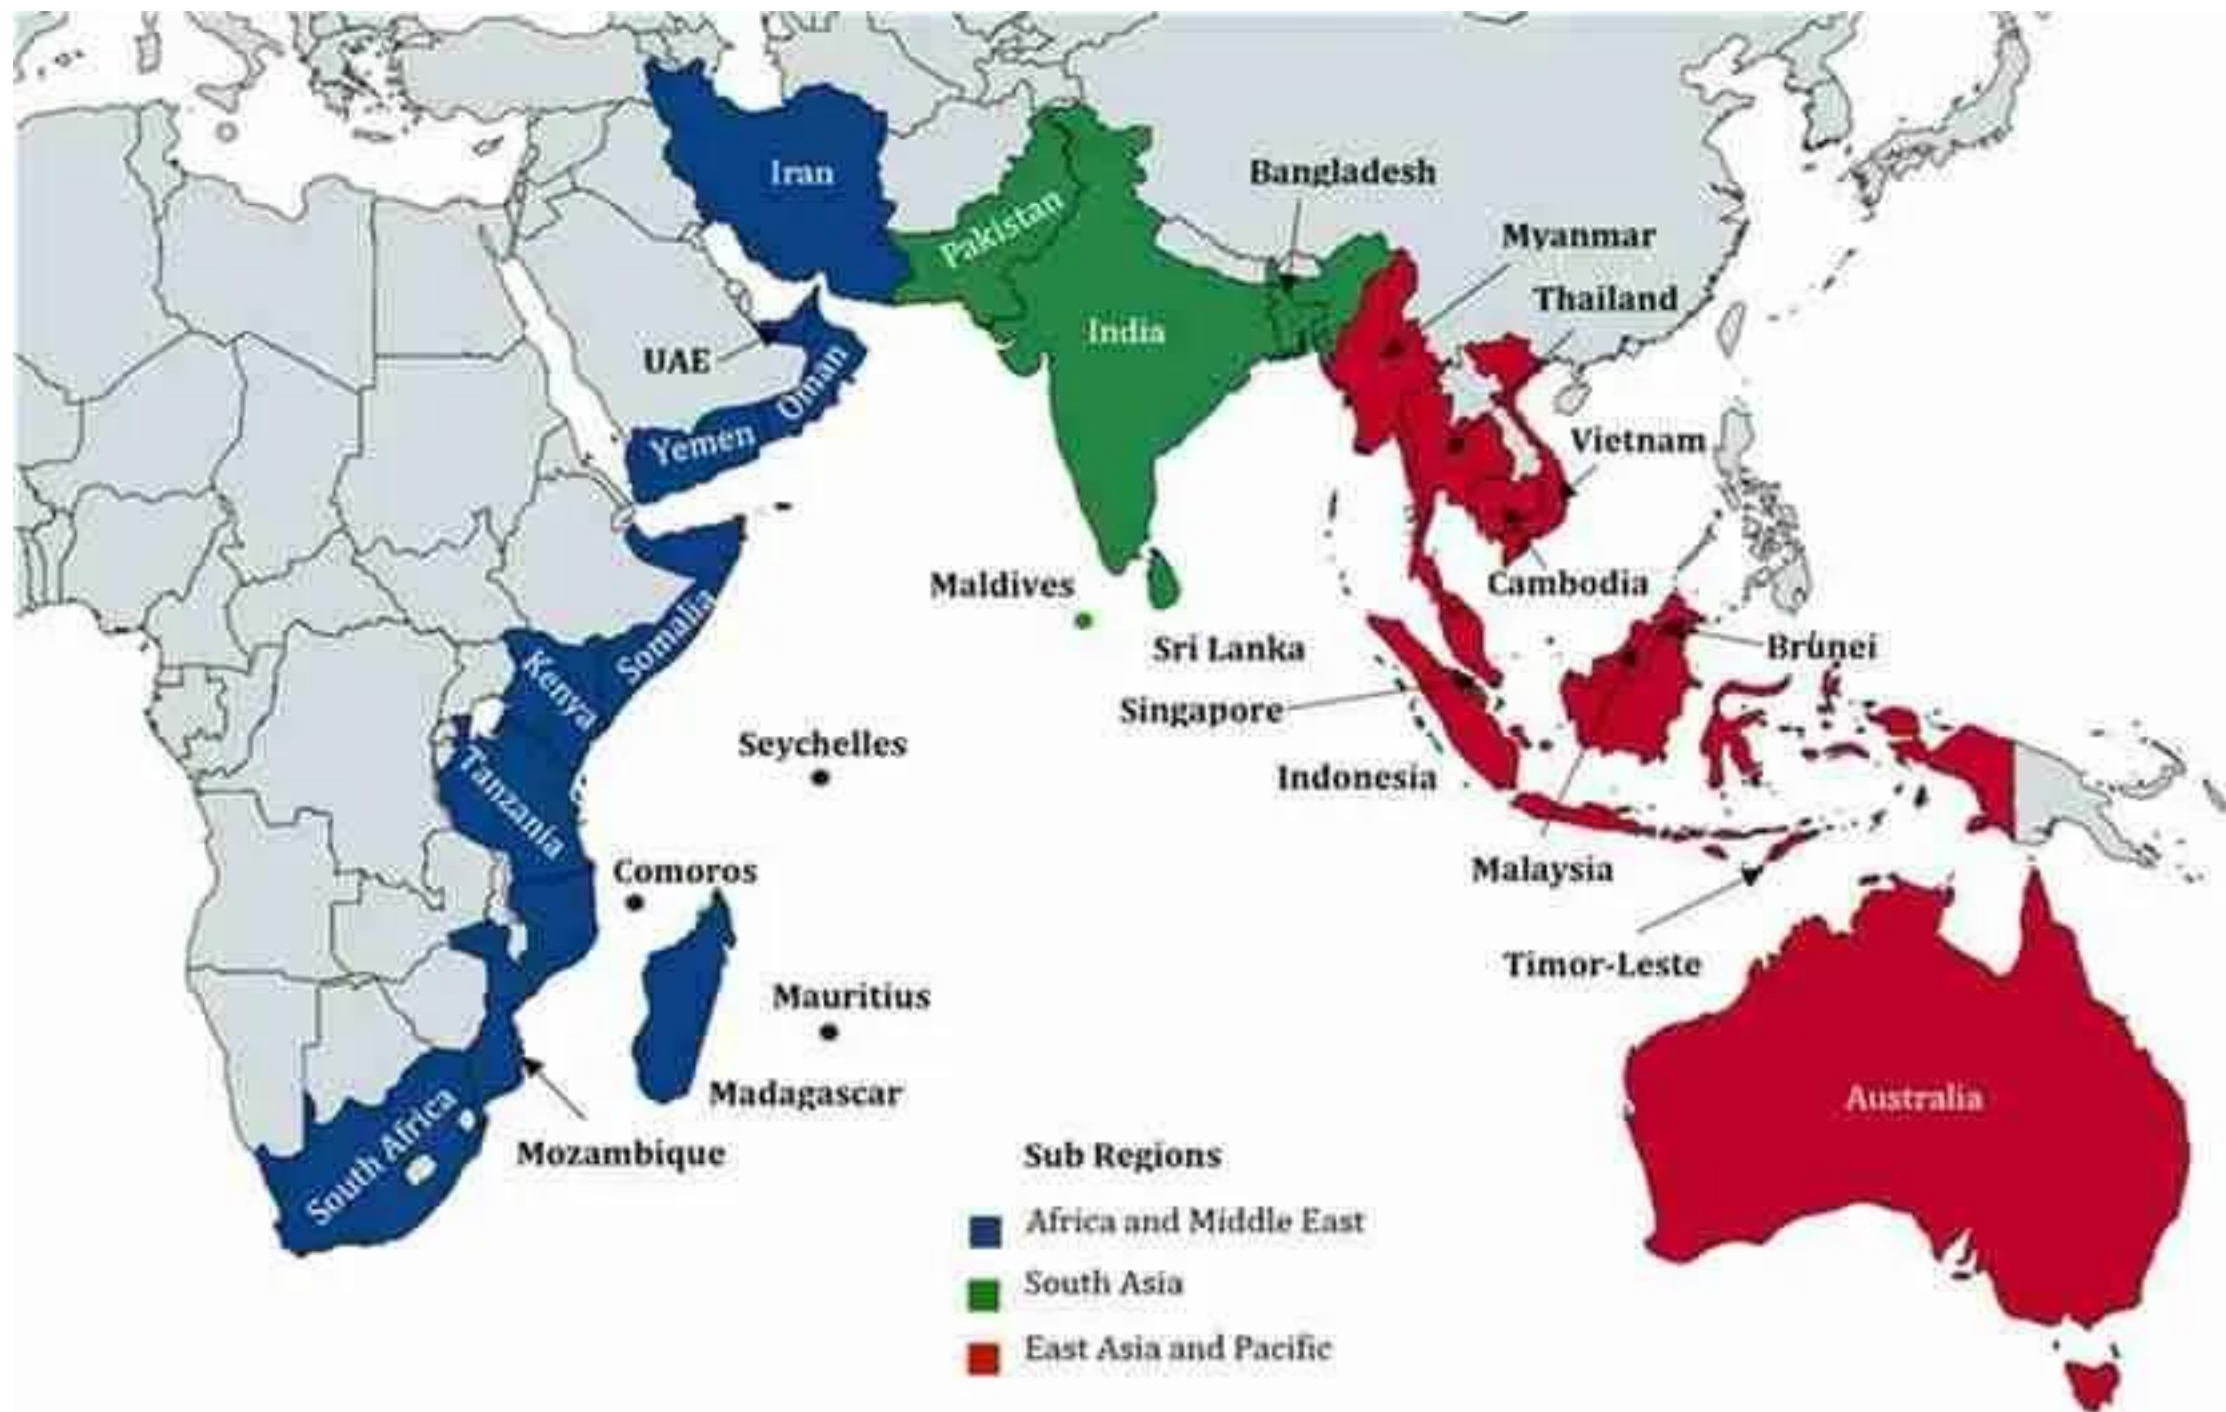 Iran
Pakistan
Bangladesh
Myanmar
Thailand
India
UAE
Oman
Yemen
Vietnam
Maldives
Cambodia
Somalia
Kenya
Sri Lanka
Brunei
Singapore
Seychelles
Indonesia
Tanzania
Comoros
Malaysia
Timor-Leste
Mauritius
Madagascar
Australia
South Africa
Mozambique
Sub Regions
Africa and Middle East
South Asia
East Asia and Pacific